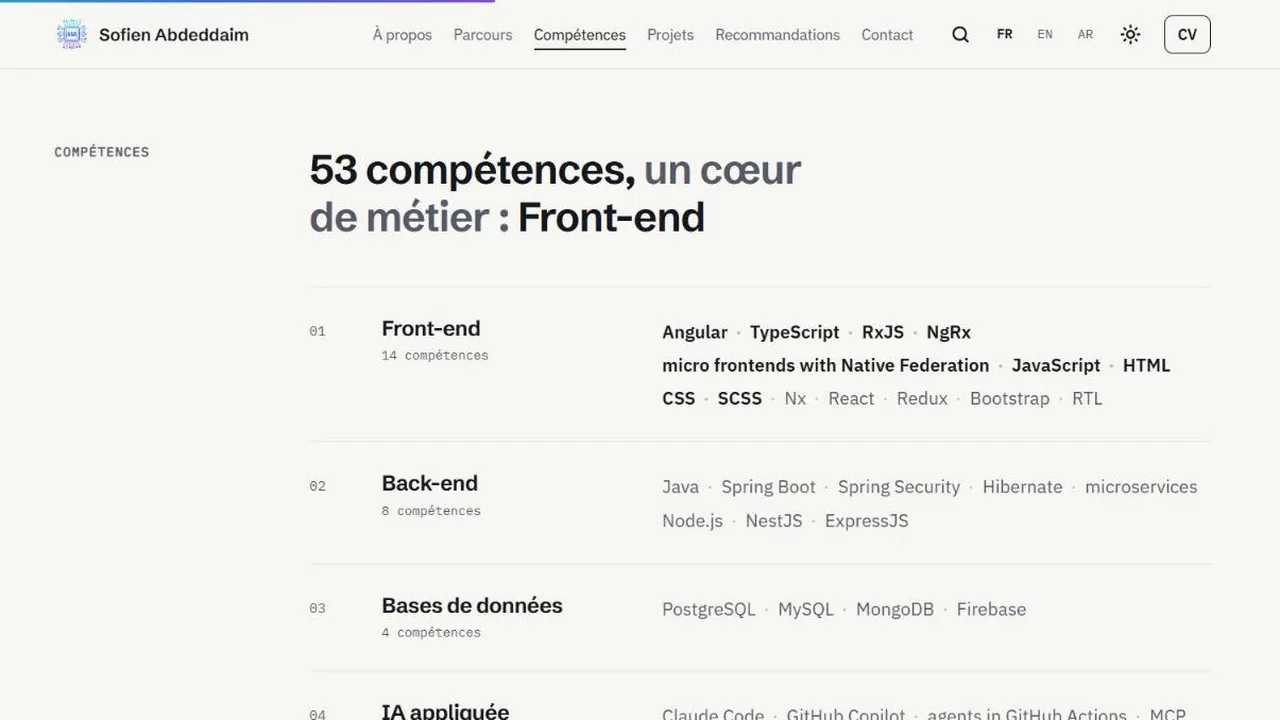 Sofien Abdeddaim
À propos Parcours Compétences Projets Recommandations Contact FR EN AR CV
COMPÉTENCES
53 compétences, un cœur
de métier : Front-end
01 Front-end
14 compétences
Angular · TypeScript · RxJS · NgRx
micro frontends with Native Federation · JavaScript · HTML
CSS · SCSS · Nx · React · Redux · Bootstrap · RTL
02 Back-end
8 compétences
Java · Spring Boot · Spring Security · Hibernate · microservices
Node.js · NestJS · ExpressJS
03 Bases de données
4 compétences
PostgreSQL · MySQL · MongoDB · Firebase
04 IA appliquée
Claude Code · GitHub Copilot · agents in GitHub Actions · MCP